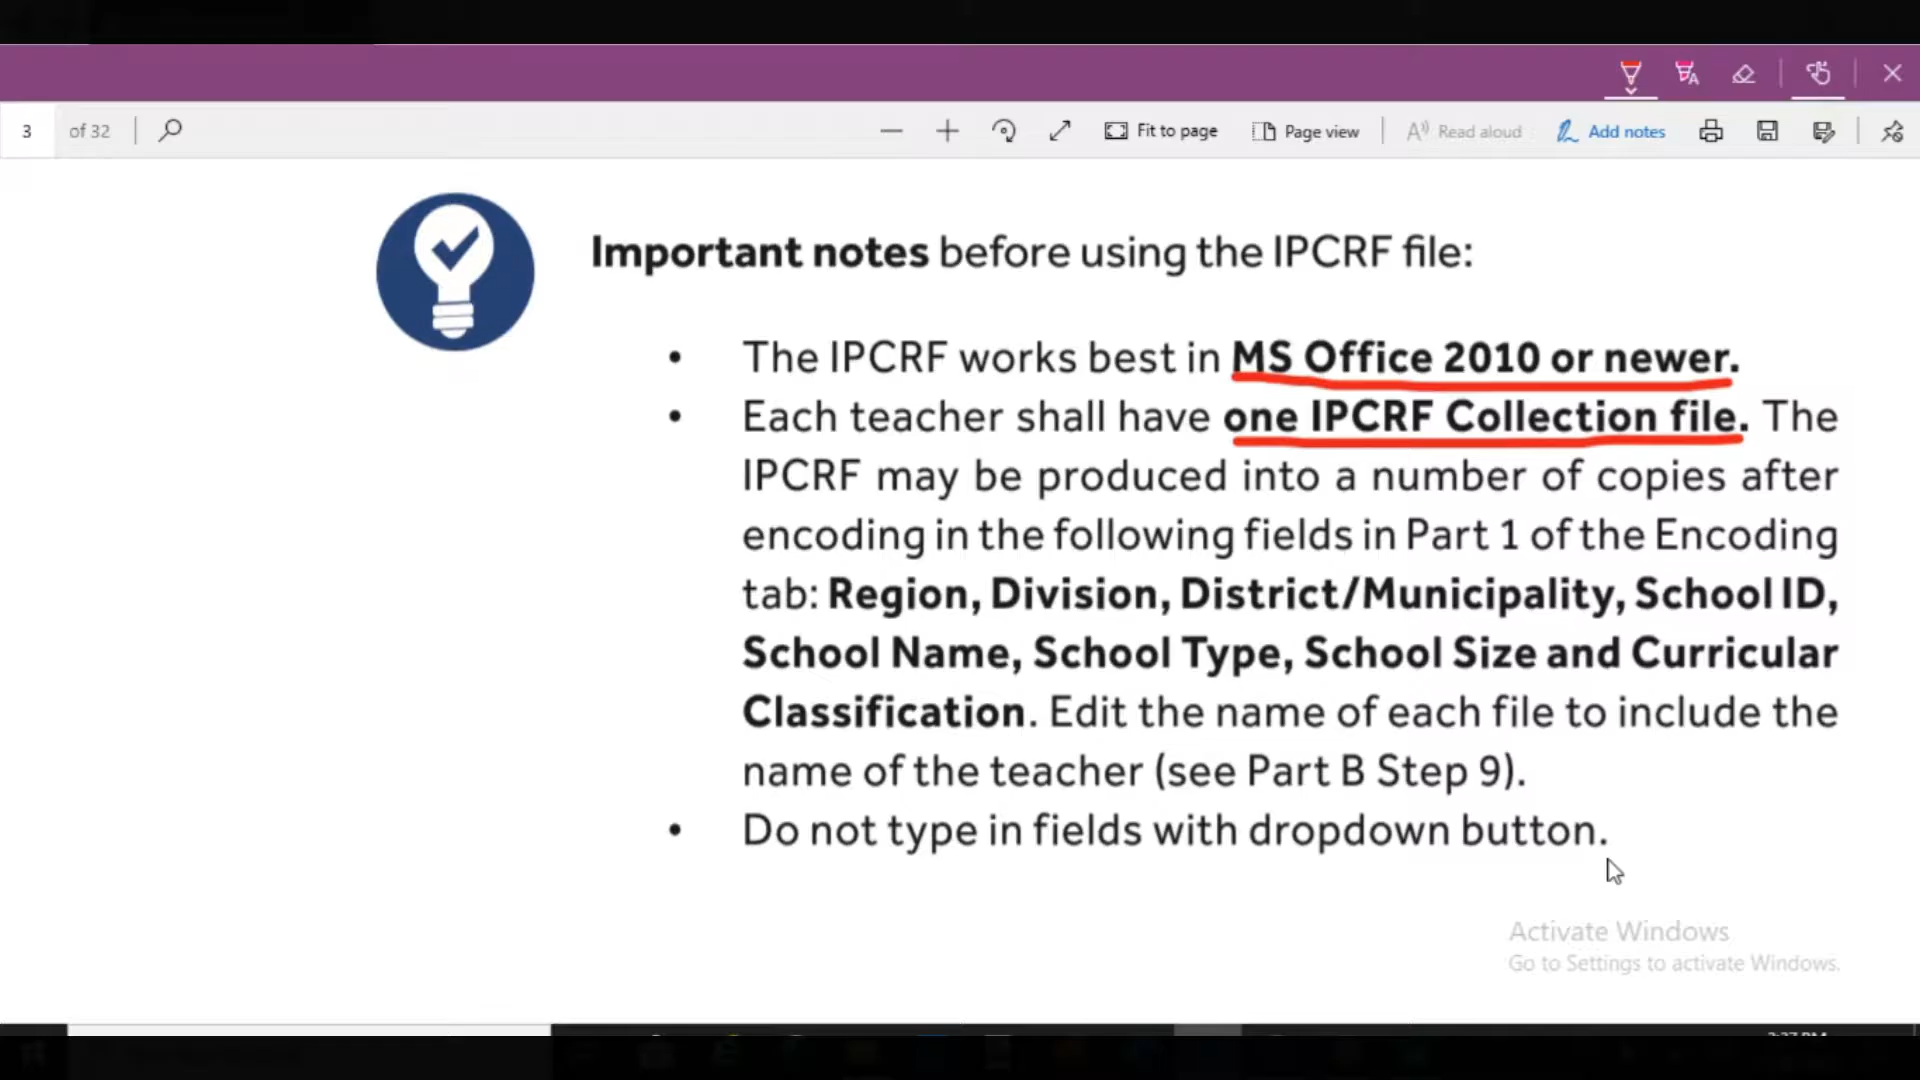 3 of 32 Fit to page Page view Read aloud Add notes
Important notes before using the IPCRF file:
• The IPCRF works best in MS Office 2010 or newer.
• Each teacher shall have one IPCRF Collection file. The
IPCRF may be produced into a number of copies after
encoding in the following fields in Part 1 of the Encoding
tab: Region, Division, District/Municipality, School ID,
School Name, School Type, School Size and Curricular
Classification. Edit the name of each file to include the
name of the teacher (see Part B Step 9).
• Do not type in fields with dropdown button.
Activate Windows
Go to Settings to activate Windows.